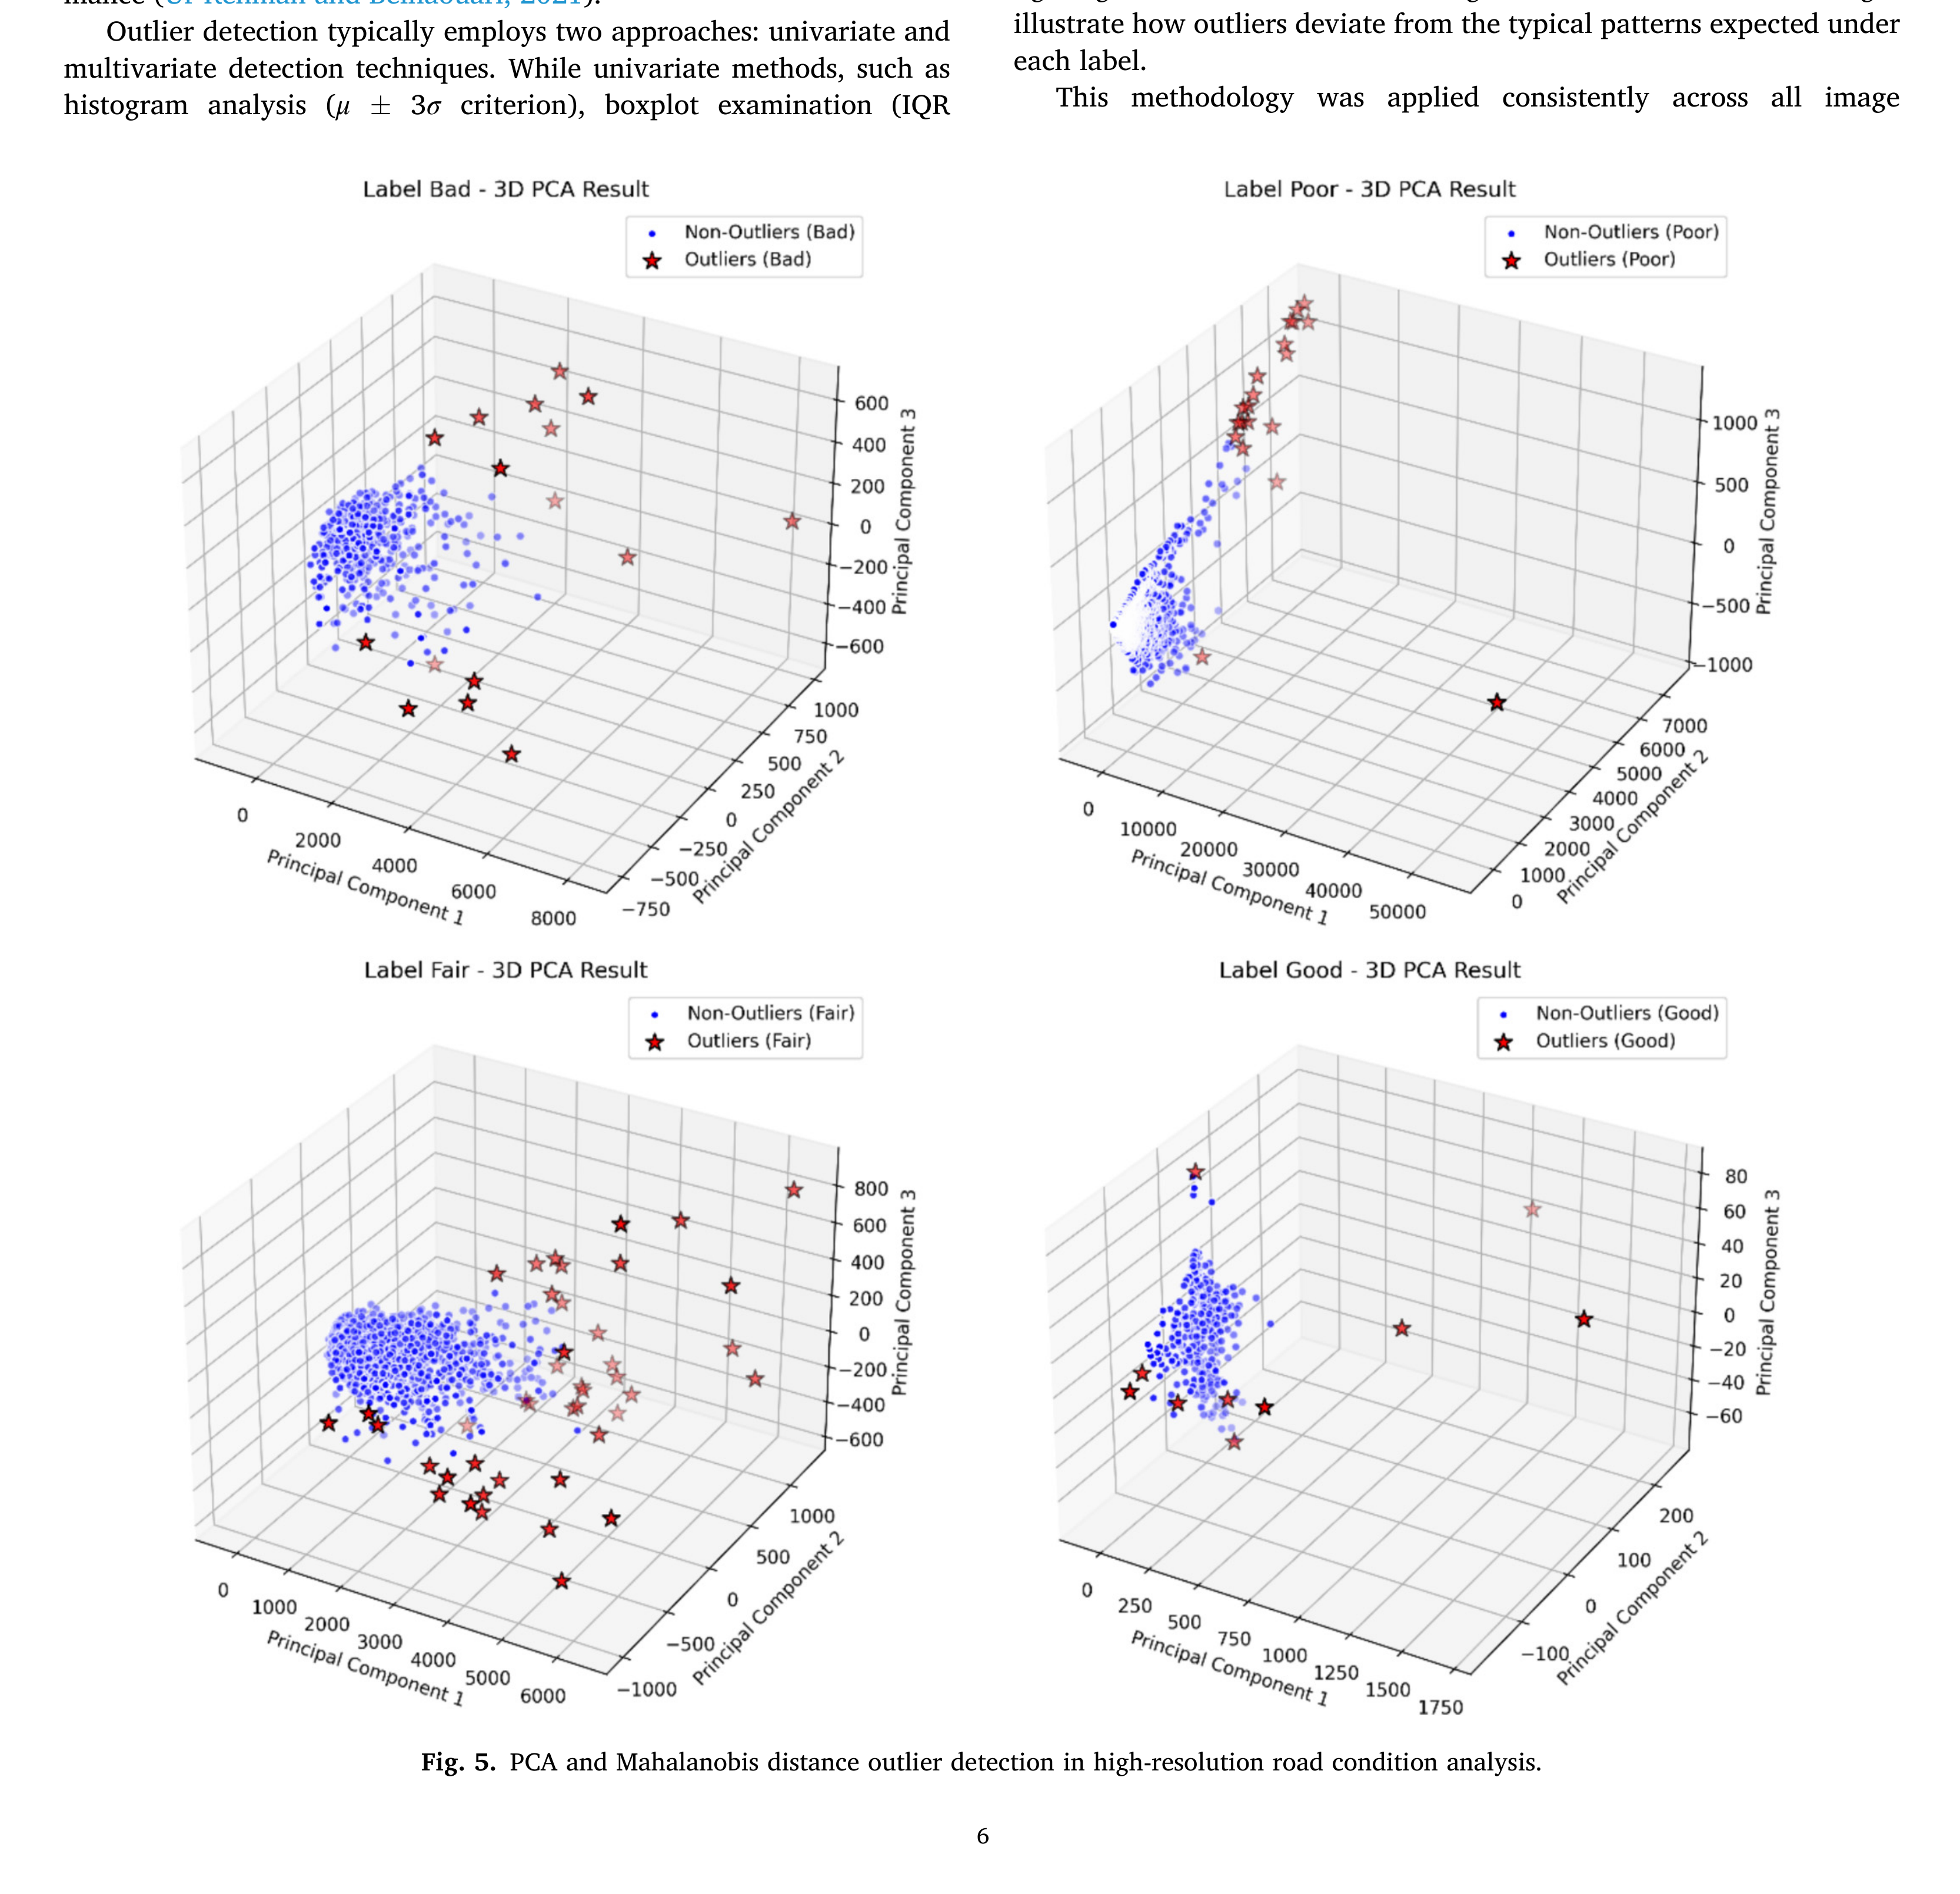 Outlier detection typically employs two approaches: univariate and
multivariate detection techniques. While univariate methods, such as
histogram analysis (μ ± 3σ criterion), boxplot examination (IQR
illustrate how outliers deviate from the typical patterns expected under
each label.
This methodology was applied consistently across all image
Label Bad - 3D PCA Result
Non-Outliers (Bad)
Outliers (Bad)
600
400
200
0
−200
−400
−600
Principal Component 3
1000
750
500
250
0
−250
−500
−750
Principal Component 2
0
2000
4000
6000
8000
Principal Component 1
Label Poor - 3D PCA Result
Non-Outliers (Poor)
Outliers (Poor)
1000
500
0
−500
−1000
Principal Component 3
7000
6000
5000
4000
3000
2000
1000
0
Principal Component 2
0
10000
20000
30000
40000
50000
Principal Component 1
Label Fair - 3D PCA Result
Non-Outliers (Fair)
Outliers (Fair)
800
600
400
200
0
−200
−400
−600
Principal Component 3
1000
500
0
−500
−1000
Principal Component 2
0
1000
2000
3000
4000
5000
6000
Principal Component 1
Label Good - 3D PCA Result
Non-Outliers (Good)
Outliers (Good)
80
60
40
20
0
−20
−40
−60
Principal Component 3
200
100
0
−100
Principal Component 2
0
250
500
750
1000
1250
1500
1750
Principal Component 1
Fig. 5. PCA and Mahalanobis distance outlier detection in high-resolution road condition analysis.
6